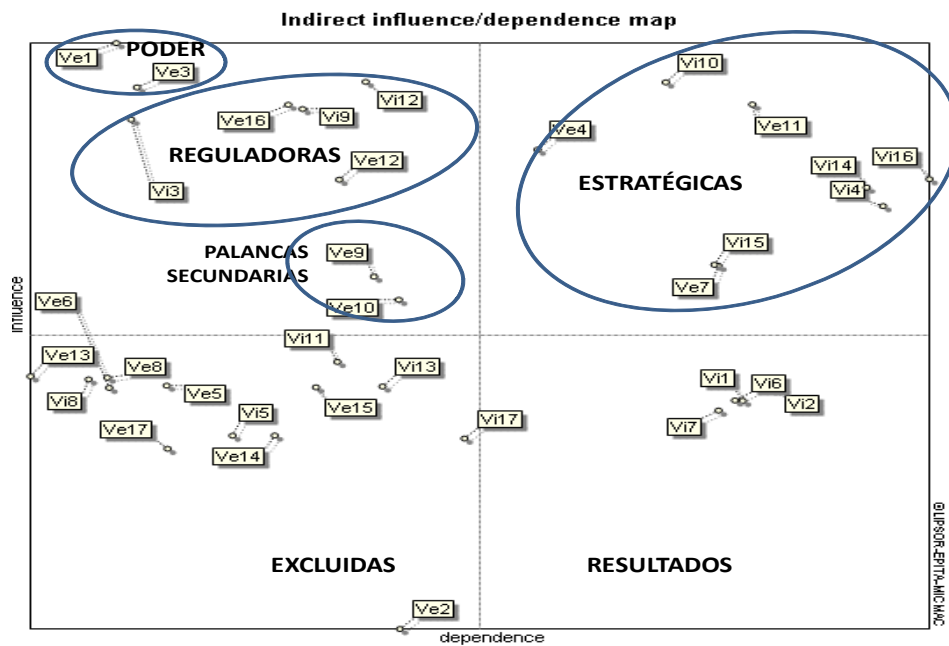 Indirect influence/dependence map
PODER
Ve1
Ve3
Vi10
Vi12
Ve16
Vi9
Ve4
Ve11
REGULADORAS
Ve12
Vi3
ESTRATÉGICAS
Vi14
Vi16
Vi4
PALANCAS
SECUNDARIAS
Ve9
Ve10
Vi15
Ve7
influence
Ve6
Ve13
Vi8
Ve8
Ve5
Vi11
Vi13
Ve15
Vi5
Ve17
Ve14
Vi17
Vi1
Vi6
Vi2
Vi7
EXCLUIDAS
RESULTADOS
Ve2
dependence
©LIPSOR-EPITA-MICMAC